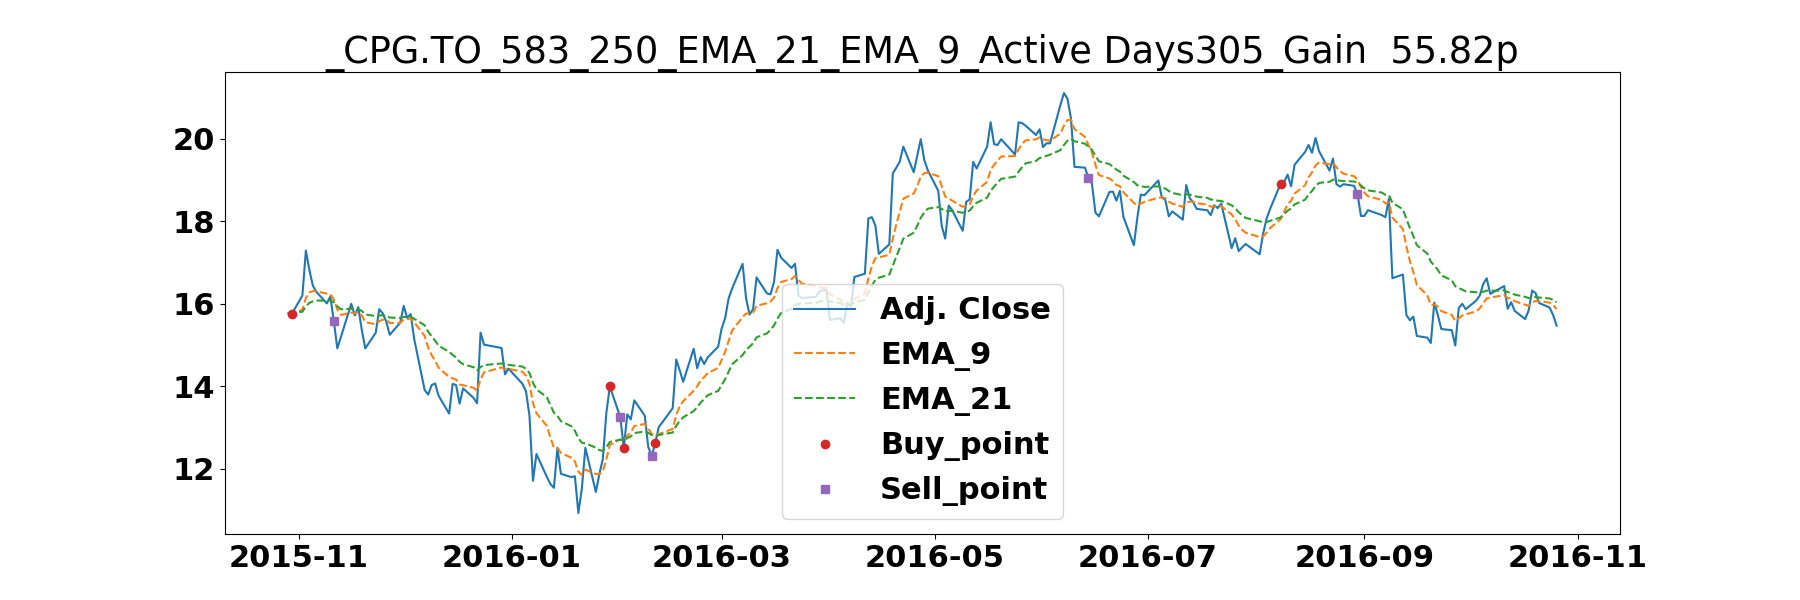 _CPG.TO_583_250_EMA_21_EMA_9_Active Days305_Gain  55.82p
20
18
16
14
12
Adj. Close
EMA_9
EMA_21
Buy_point
Sell_point
2015-11 2016-01 2016-03 2016-05 2016-07 2016-09 2016-11